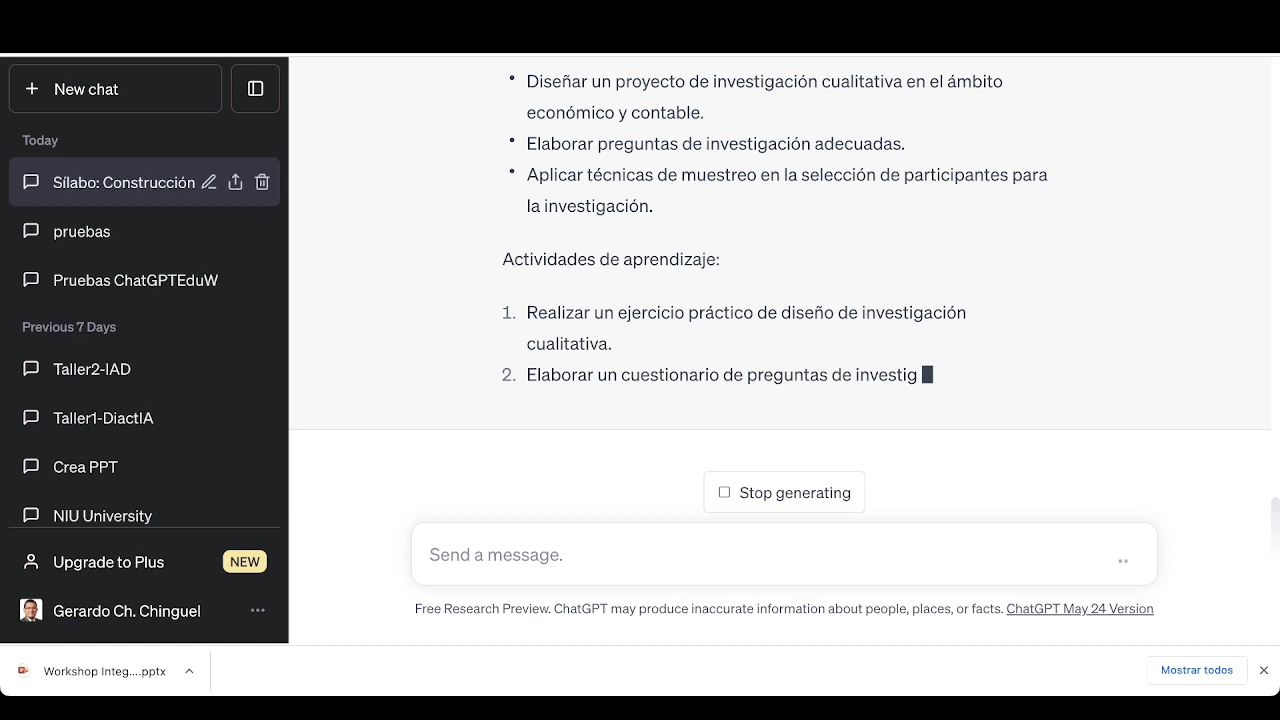 New chat
Today
Sílabo: Construcción
pruebas
Pruebas ChatGPTEduW
Previous 7 Days
Taller2-IAD
Taller1-DiactIA
Crea PPT
NIU University
Upgrade to Plus NEW
Gerardo Ch. Chinguel
• Diseñar un proyecto de investigación cualitativa en el ámbito
económico y contable.
• Elaborar preguntas de investigación adecuadas.
• Aplicar técnicas de muestreo en la selección de participantes para
la investigación.
Actividades de aprendizaje:
1. Realizar un ejercicio práctico de diseño de investigación
cualitativa.
2. Elaborar un cuestionario de preguntas de investig
Stop generating
Send a message.
Free Research Preview. ChatGPT may produce inaccurate information about people, places, or facts. ChatGPT May 24 Version
Workshop Integ....pptx
Mostrar todos